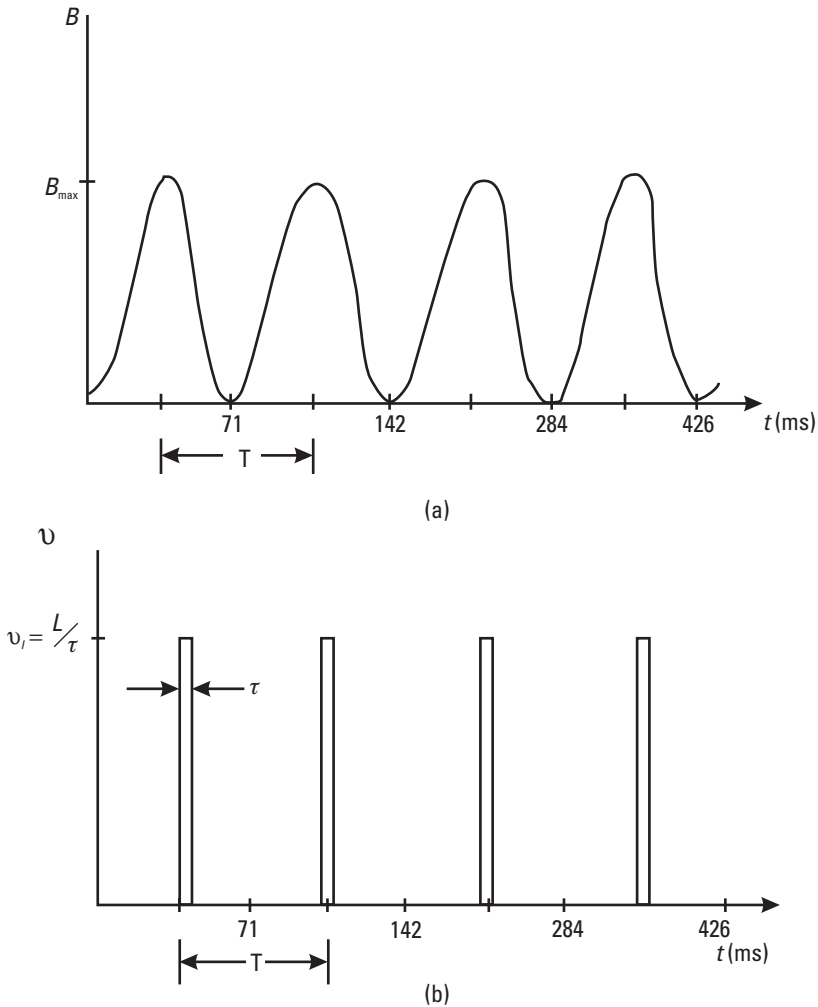 B
Bmax
71 142 284 426
t (ms)
T
(a)
υ
υl = L/τ
τ
71 142 284 426
t (ms)
T
(b)